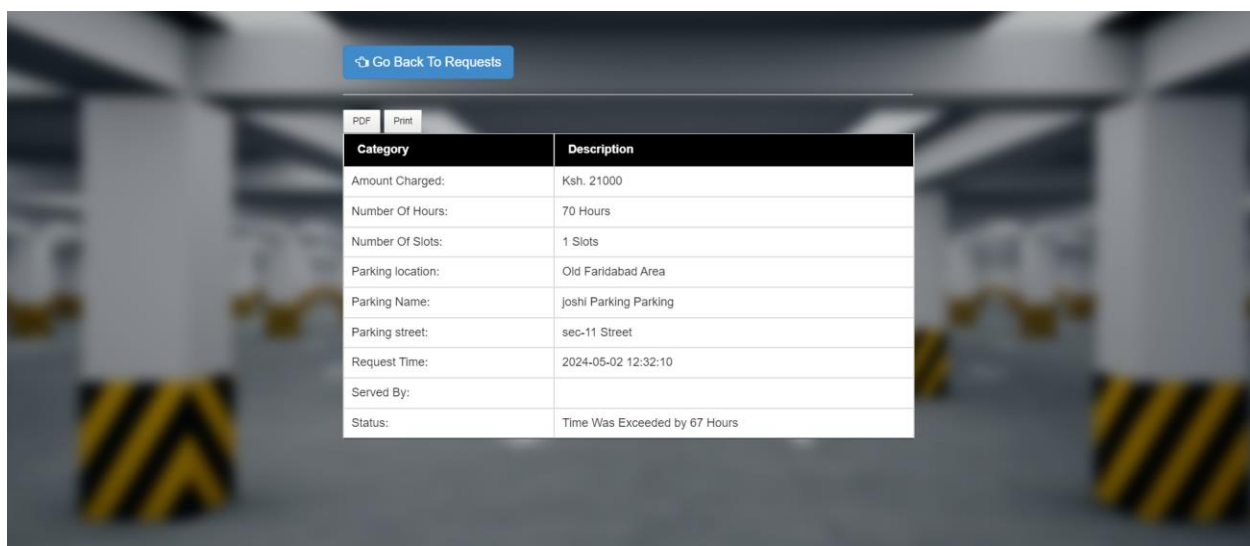 Go Back To Requests
PDF Print
Category Description
Amount Charged: Ksh. 21000
Number Of Hours: 70 Hours
Number Of Slots: 1 Slots
Parking location: Old Faridabad Area
Parking Name: joshi Parking Parking
Parking street: sec-11 Street
Request Time: 2024-05-02 12:32:10
Served By:
Status: Time Was Exceeded by 67 Hours